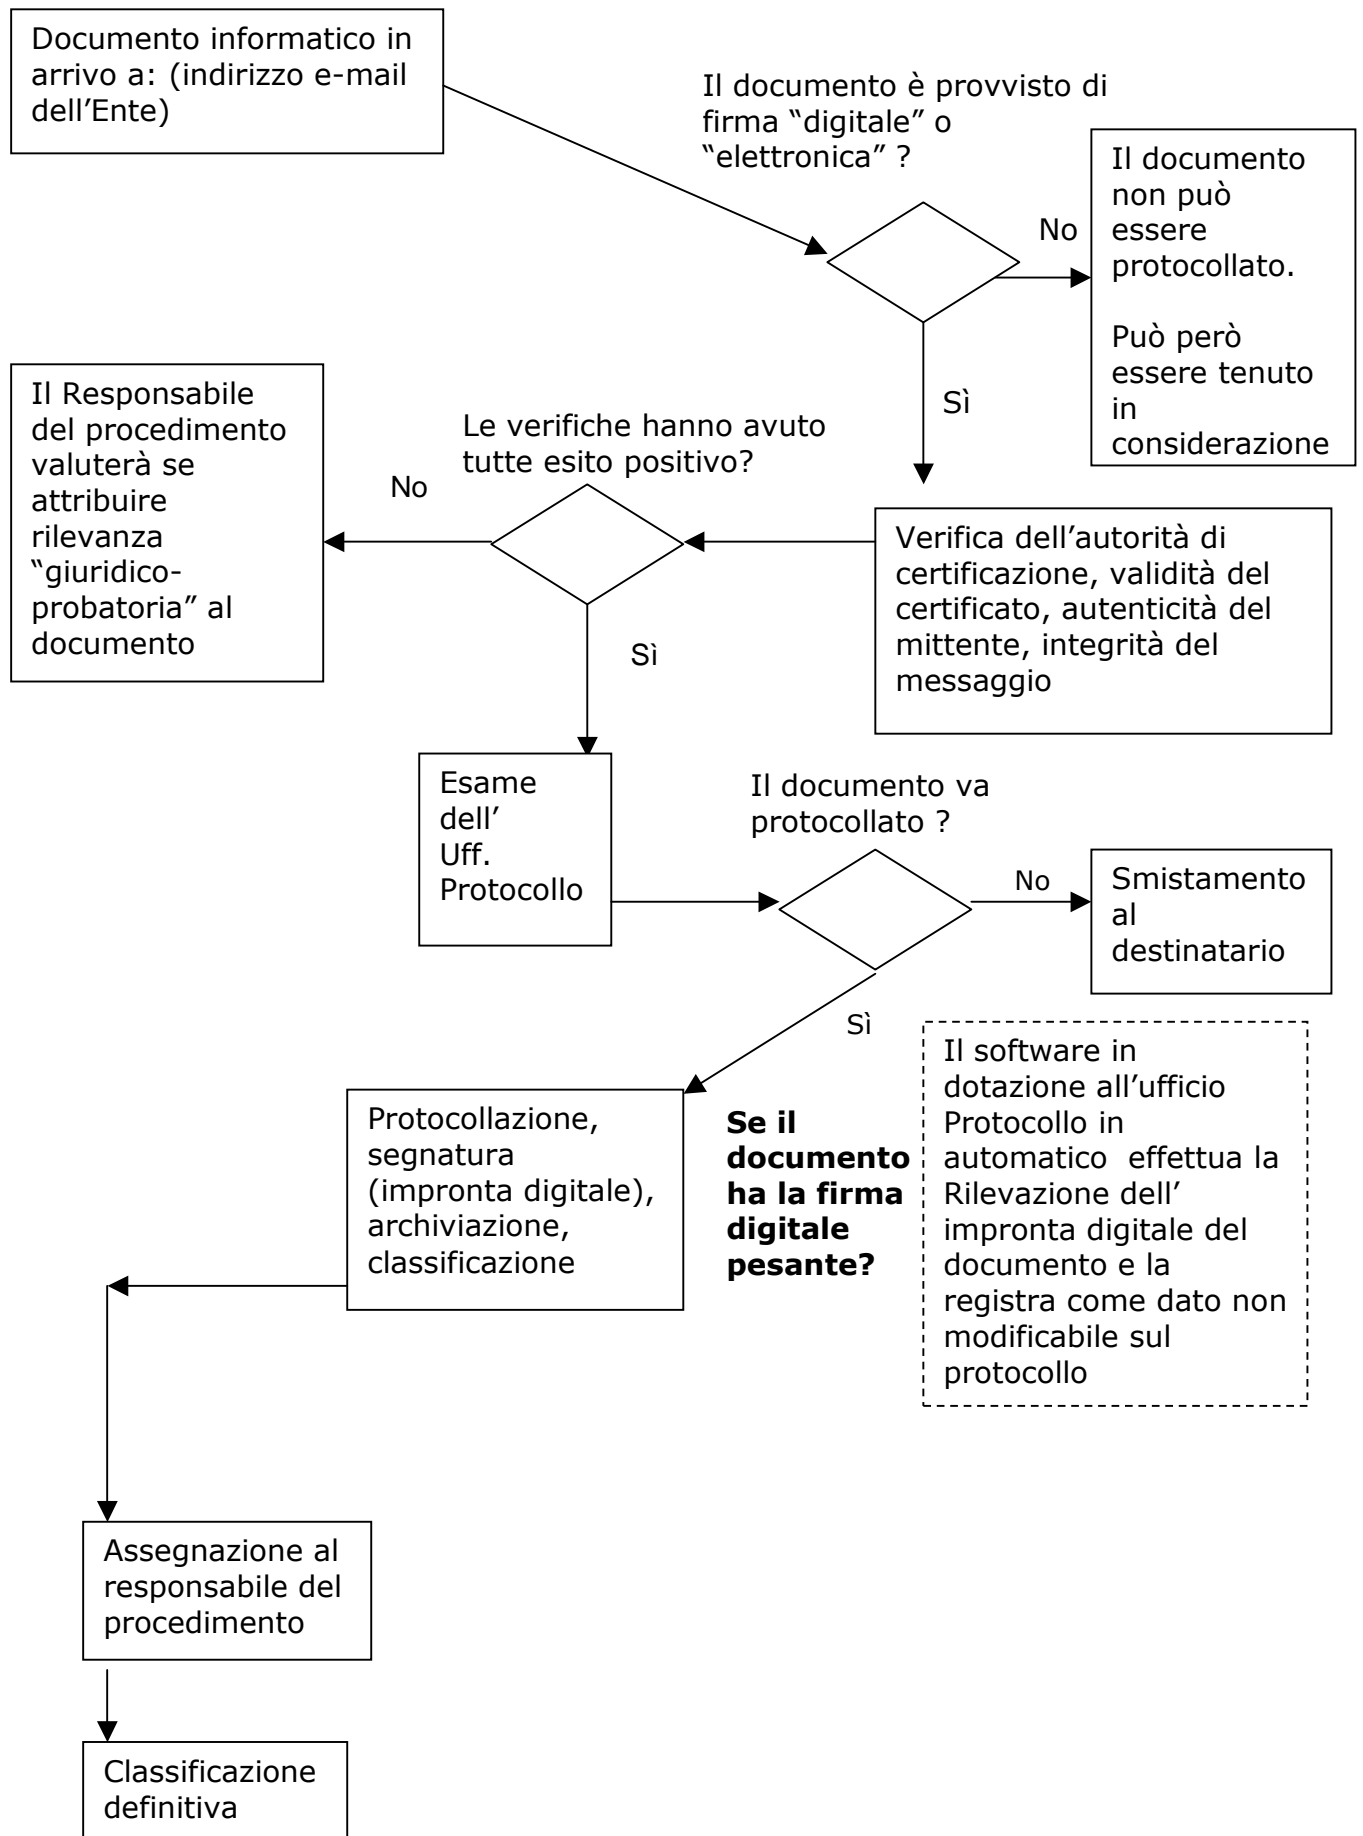 Documento informatico in
arrivo a: (indirizzo e-mail
dell’Ente)
Il documento è provvisto di
firma “digitale” o
“elettronica” ?
No
Il documento
non può
essere
protocollato.
Può però
essere tenuto
in
considerazione
Sì
Il Responsabile
del procedimento
valuterà se
attribuire
rilevanza
“giuridico-
probatoria” al
documento
No
Le verifiche hanno avuto
tutte esito positivo?
Verifica dell’autorità di
certificazione, validità del
certificato, autenticità del
mittente, integrità del
messaggio
Sì
Esame
dell’
Uff.
Protocollo
Il documento va
protocollato ?
No
Smistamento
al
destinatario
Sì
Protocollazione,
segnatura
(impronta digitale),
archiviazione,
classificazione
Se il
documento
ha la firma
digitale
pesante?
Il software in
dotazione all’ufficio
Protocollo in
automatico  effettua la
Rilevazione dell’
impronta digitale del
documento e la
registra come dato non
modificabile sul
protocollo
Assegnazione al
responsabile del
procedimento
Classificazione
definitiva